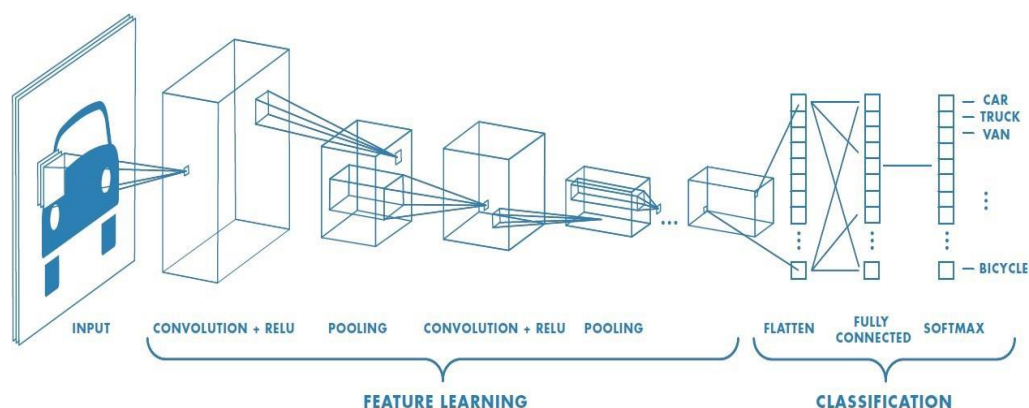 CAR
TRUCK
VAN
BICYCLE
INPUT
CONVOLUTION + RELU
POOLING
CONVOLUTION + RELU
POOLING
FLATTEN
FULLY
CONNECTED
SOFTMAX
FEATURE LEARNING
CLASSIFICATION